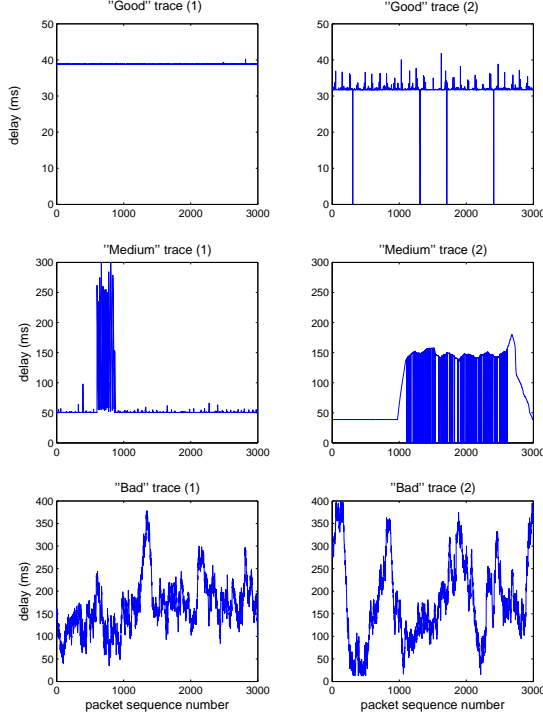 "Good" trace (1)
50
40
30
20
10
0
delay (ms)
0 1000 2000 3000
"Good" trace (2)
50
40
30
20
10
0
0 1000 2000 3000
"Medium" trace (1)
300
250
200
150
100
50
0
delay (ms)
0 1000 2000 3000
"Medium" trace (2)
300
250
200
150
100
50
0
0 1000 2000 3000
"Bad" trace (1)
400
350
300
250
200
150
100
50
0
delay (ms)
0 1000 2000 3000
packet sequence number
"Bad" trace (2)
400
350
300
250
200
150
100
50
0
0 1000 2000 3000
packet sequence number